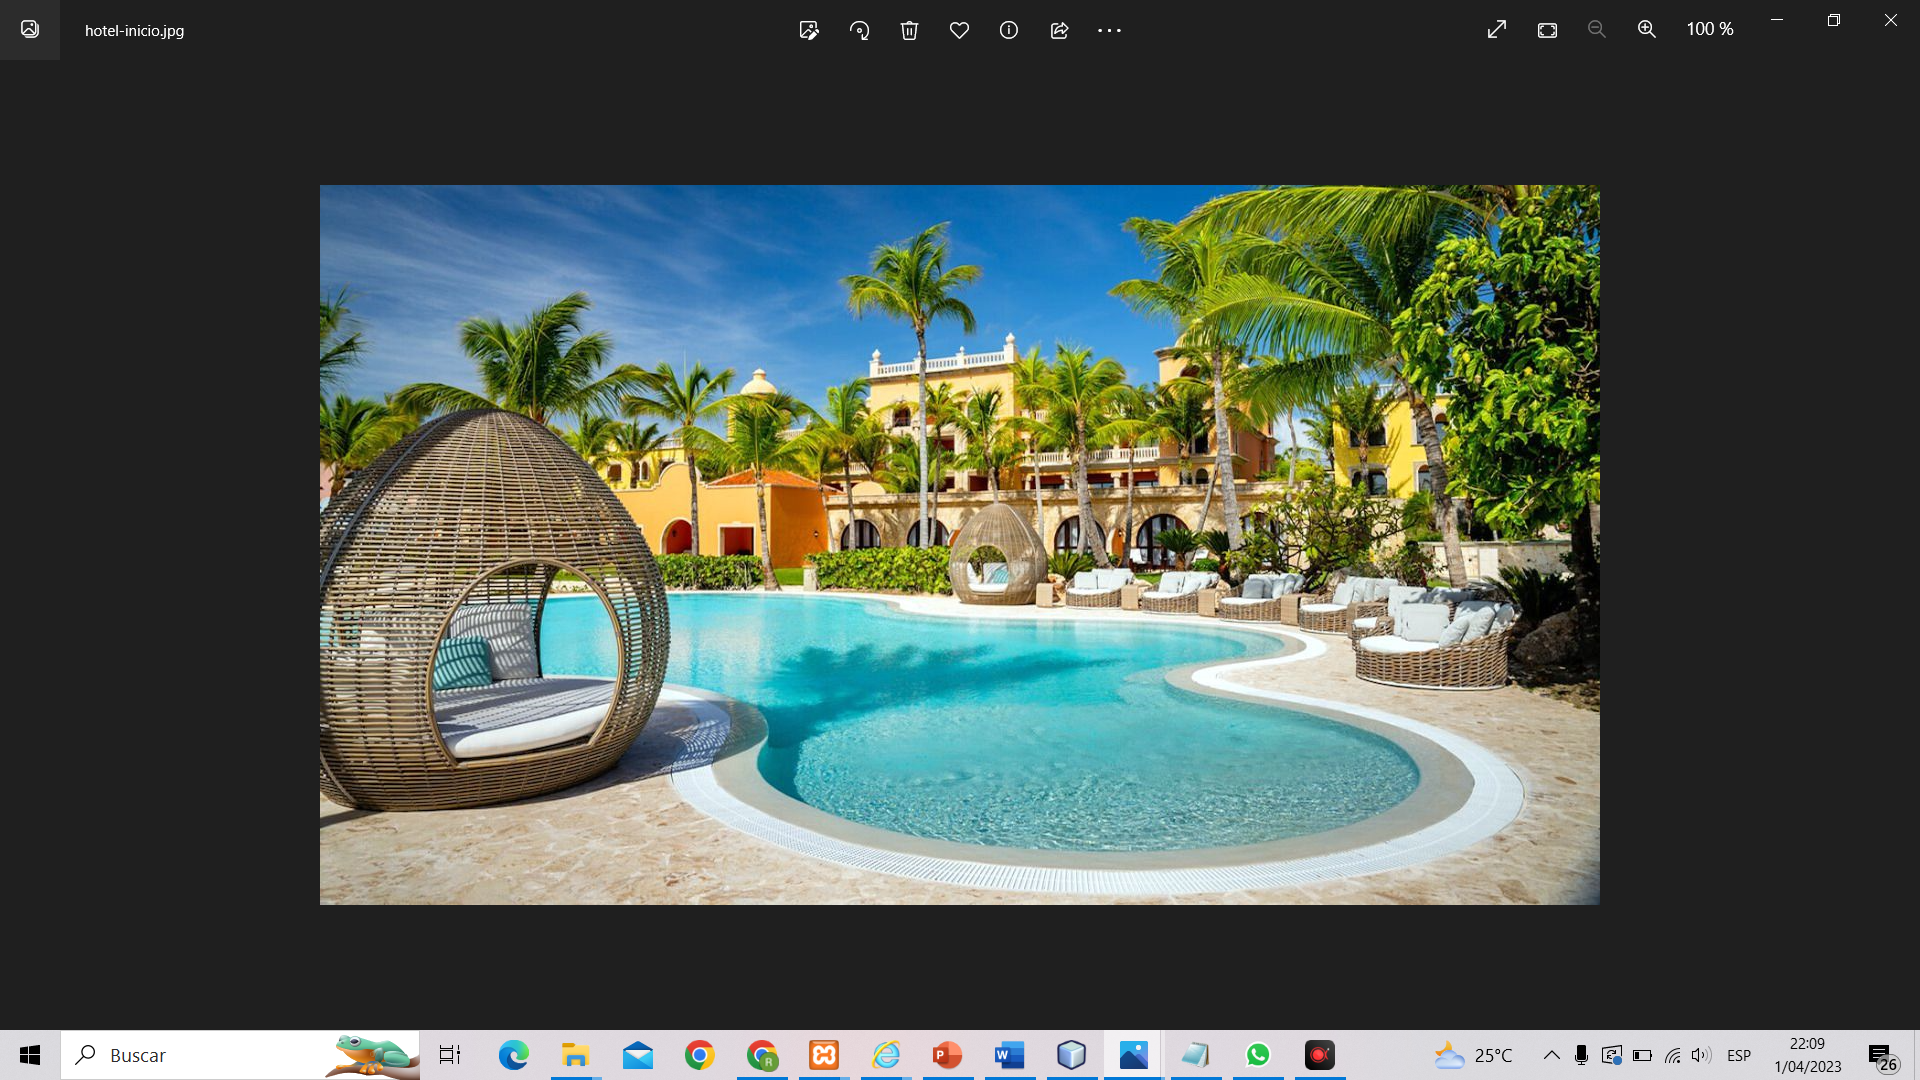 hotel-inicio.jpg
100 %
Buscar
25°C
ESP
22:09
1/04/2023
26